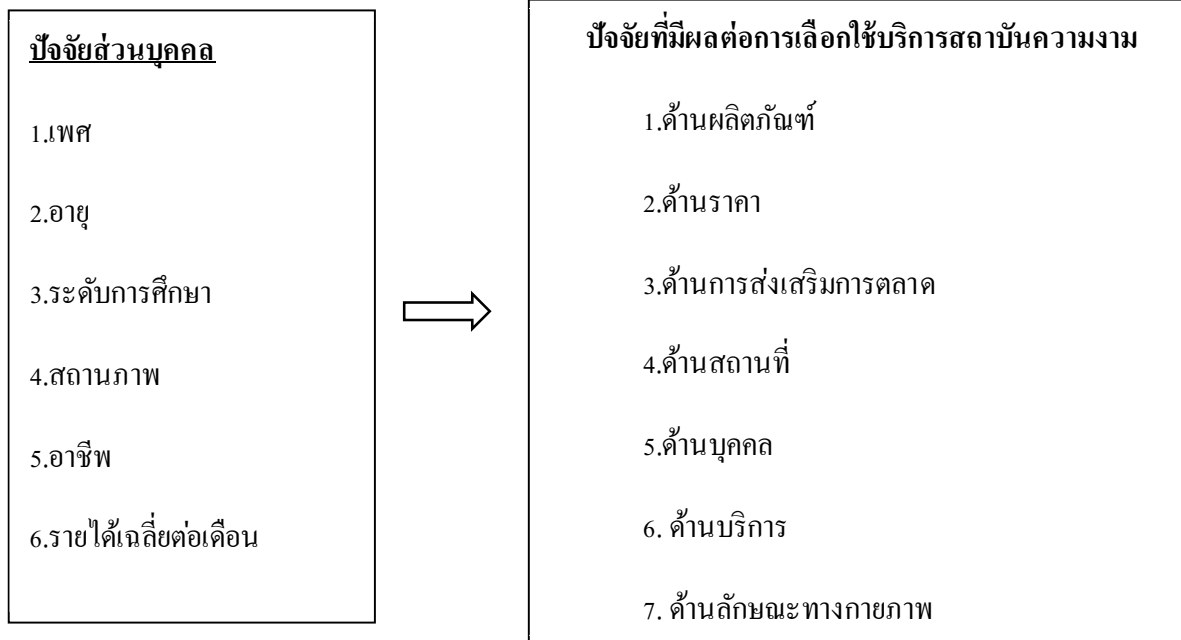 ปัจจัยส่วนบุคคล
1.เพศ
2.อายุ
3.ระดับการศึกษา
4.สถานภาพ
5.อาชีพ
6.รายได้เฉลี่ยต่อเดือน
ปัจจัยที่มีผลต่อการเลือกใช้บริการสถาบันความงาม
1.ด้านผลิตภัณฑ์
2.ด้านราคา
3.ด้านการส่งเสริมการตลาด
4.ด้านสถานที่
5.ด้านบุคคล
6. ด้านบริการ
7. ด้านลักษณะทางกายภาพ